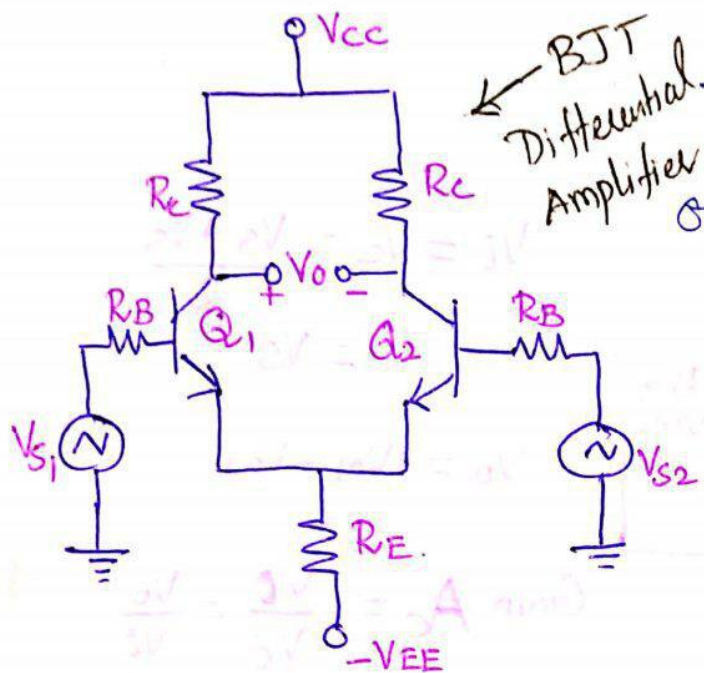 VCC
BJT
Differential
Amplifier
RC
RC
VO
+ -
RB
Q1
Q2
RB
VS1
VS2
RE.
-VEE